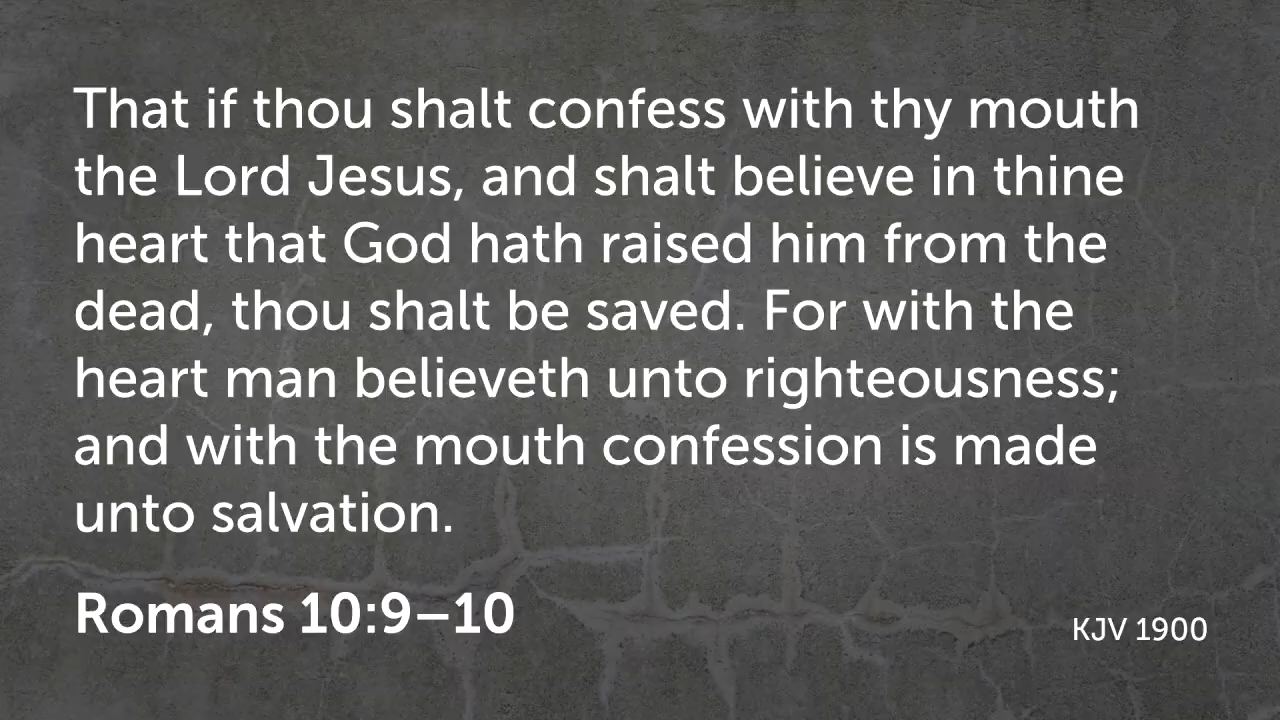 That if thou shalt confess with thy mouth
the Lord Jesus, and shalt believe in thine
heart that God hath raised him from the
dead, thou shalt be saved. For with the
heart man believeth unto righteousness;
and with the mouth confession is made
unto salvation.
Romans 10:9–10
KJV 1900